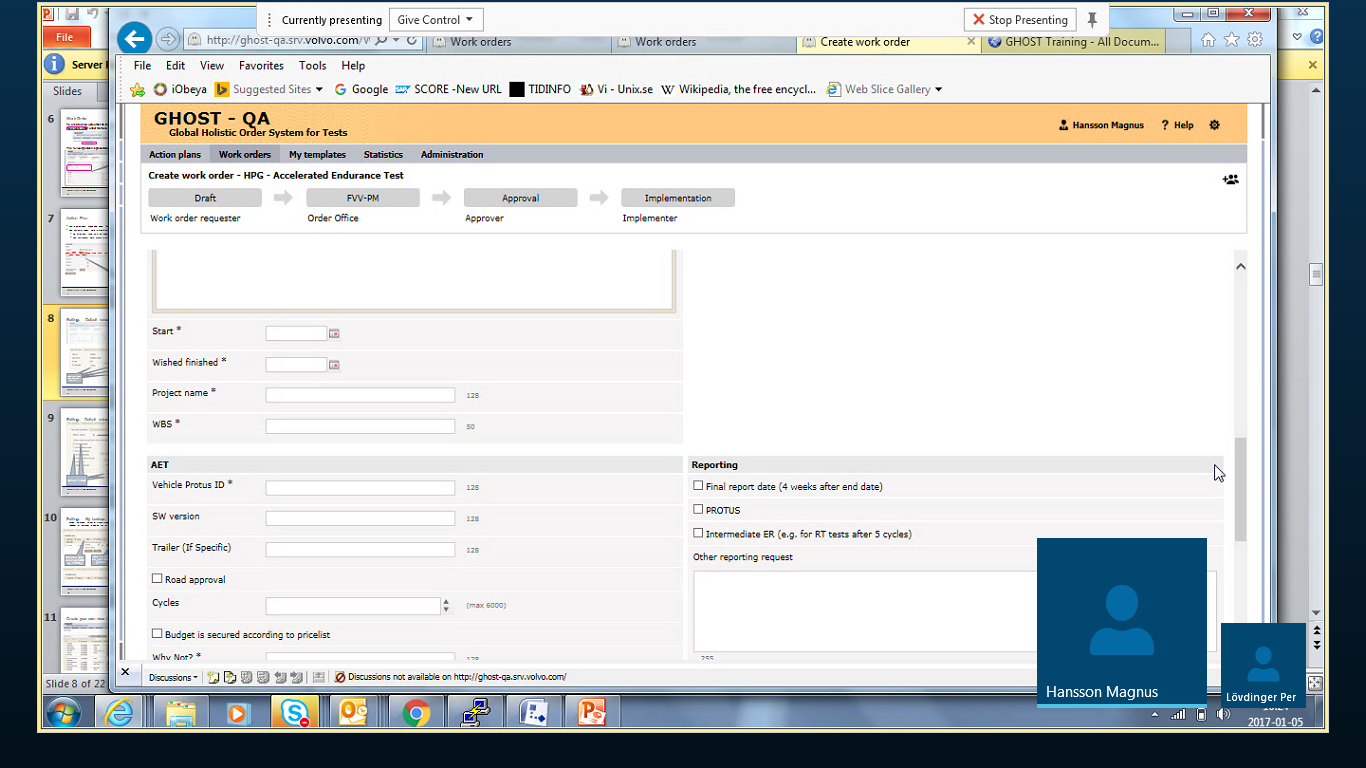 Currently presenting
Give Control
Stop Presenting
File
http://ghost-qa.srv.volvo.com/W
Work orders
Work orders
Create work order
GHOST Training - All Docum...
File Edit View Favorites Tools Help
iObeya
Suggested Sites
Google
SCORE -New URL
TIDINFO
Vi - Unix.se
Wikipedia, the free encycl...
Web Slice Gallery
Server
Slides
6
7
8
9
10
11
GHOST - QA
Global Holistic Order System for Tests
Hansson Magnus
? Help
Action plans Work orders My templates Statistics Administration
Create work order - HPG - Accelerated Endurance Test
Draft FVV-PM Approval Implementation
Work order requester Order Office Approver Implementer
Start *
Wished finished *
Project name * 128
WBS * 50
AET
Vehicle Protus ID * 128
SW version 128
Trailer (If Specific) 128
Road approval
Cycles (max 6000)
Budget is secured according to pricelist
Why Not? * 128
Reporting
Final report date (4 weeks after end date)
PROTUS
Intermediate ER (e.g. for RT tests after 5 cycles)
Other reporting request
255
Discussions
Discussions not available on http://ghost-qa.srv.volvo.com/
Slide 8 of 22
Hansson Magnus
Lövdinger Per
2017-01-05